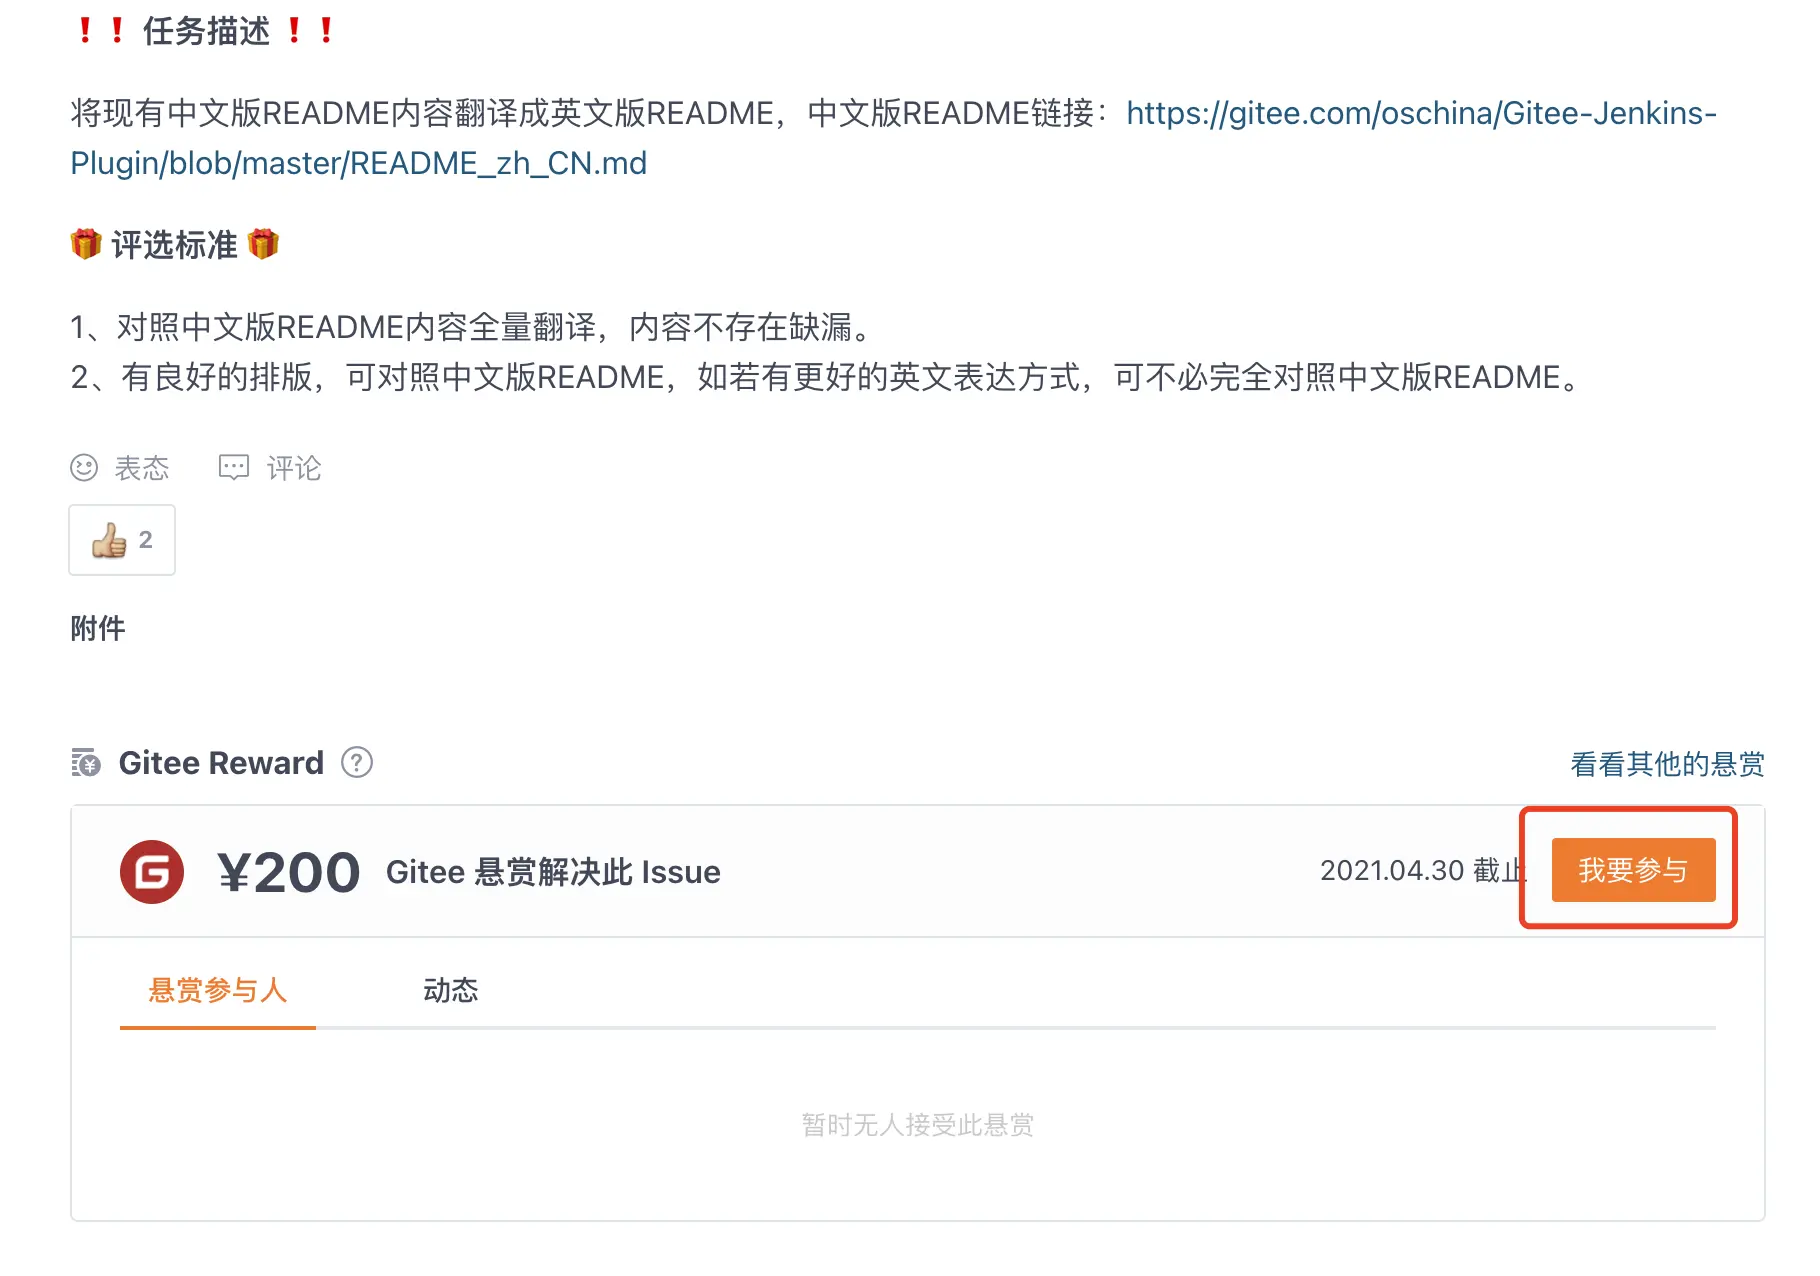 ❗❗ 任务描述 ❗❗
将现有中文版README内容翻译成英文版README，中文版README链接：https://gitee.com/oschina/Gitee-Jenkins-
Plugin/blob/master/README_zh_CN.md
🎁 评选标准 🎁
1、对照中文版README内容全量翻译，内容不存在缺漏。
2、有良好的排版，可对照中文版README，如若有更好的英文表达方式，可不必完全对照中文版README。
表态 评论
👍 2
附件
Gitee Reward ? 看看其他的悬赏
G ¥200 Gitee 悬赏解决此 Issue 2021.04.30 截止 我要参与
悬赏参与人 动态
暂时无人接受此悬赏